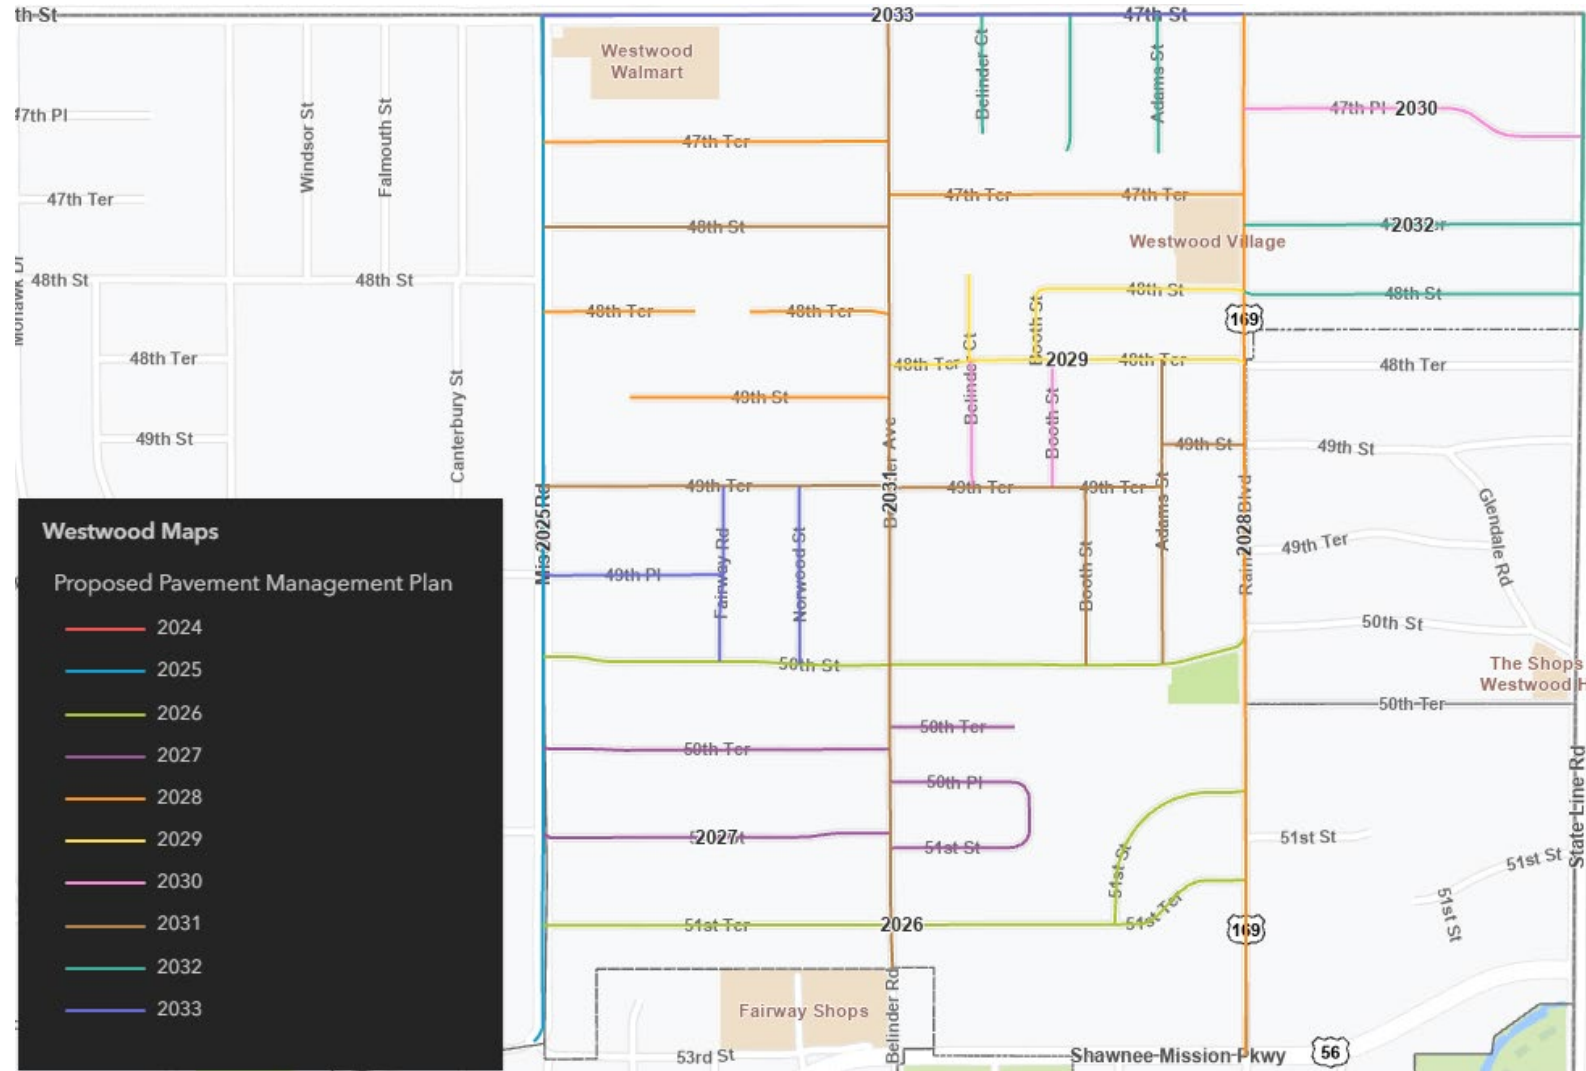 th St
2033
47th St
Westwood
Walmart
Belinder Ct
Adams St
47th Pl
2030
7th Pl
Windsor St
Falmouth St
47th Ter
47th Ter
47th Ter
47th Ter
48th St
2032
Westwood Village
48th St
48th St
48th St
48th St
Mohawk Dr
48th Ter
48th Ter
Booth St
169
48th Ter
48th Ter
2029
48th Ter
48th Ter
Belinder Ct
Canterbury St
49th St
Booth St
49th St
49th St
49th St
49th Ter
2031
49th Ter
49th Ter
Adams St
Glendale Rd
2025
Rd
2028
Blvd
49th Ter
49th Pl
Fairway Rd
Norwood St
Booth St
50th St
50th St
The Shops
Westwood H
50th Ter
50th Ter
50th Ter
50th Pl
State Line Rd
2027
51st St
51st St
51st St
51st St
51st St
51st Ter
2026
51st Ter
169
Fairway Shops
Belinder Rd
53rd St
Shawnee Mission Pkwy
56
Westwood Maps
Proposed Pavement Management Plan
2024
2025
2026
2027
2028
2029
2030
2031
2032
2033